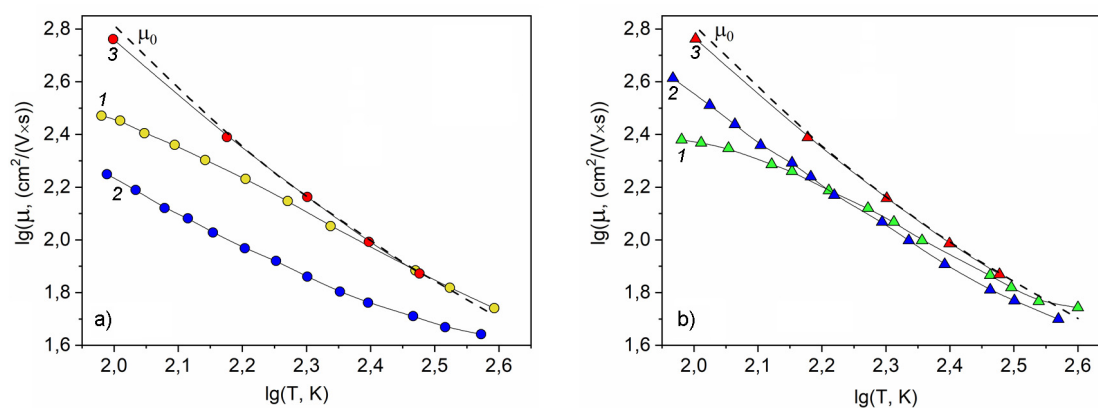 2,8
2,6
2,4
2,2
2,0
1,8
1,6
lg(μ, (cm²/(V×s))
μ₀
3
1
2
a)
2,0 2,1 2,2 2,3 2,4 2,5 2,6
lg(T, K)
2,8
2,6
2,4
2,2
2,0
1,8
1,6
lg(μ, (cm²/(V×s))
μ₀
3
2
1
b)
2,0 2,1 2,2 2,3 2,4 2,5 2,6
lg(T, K)